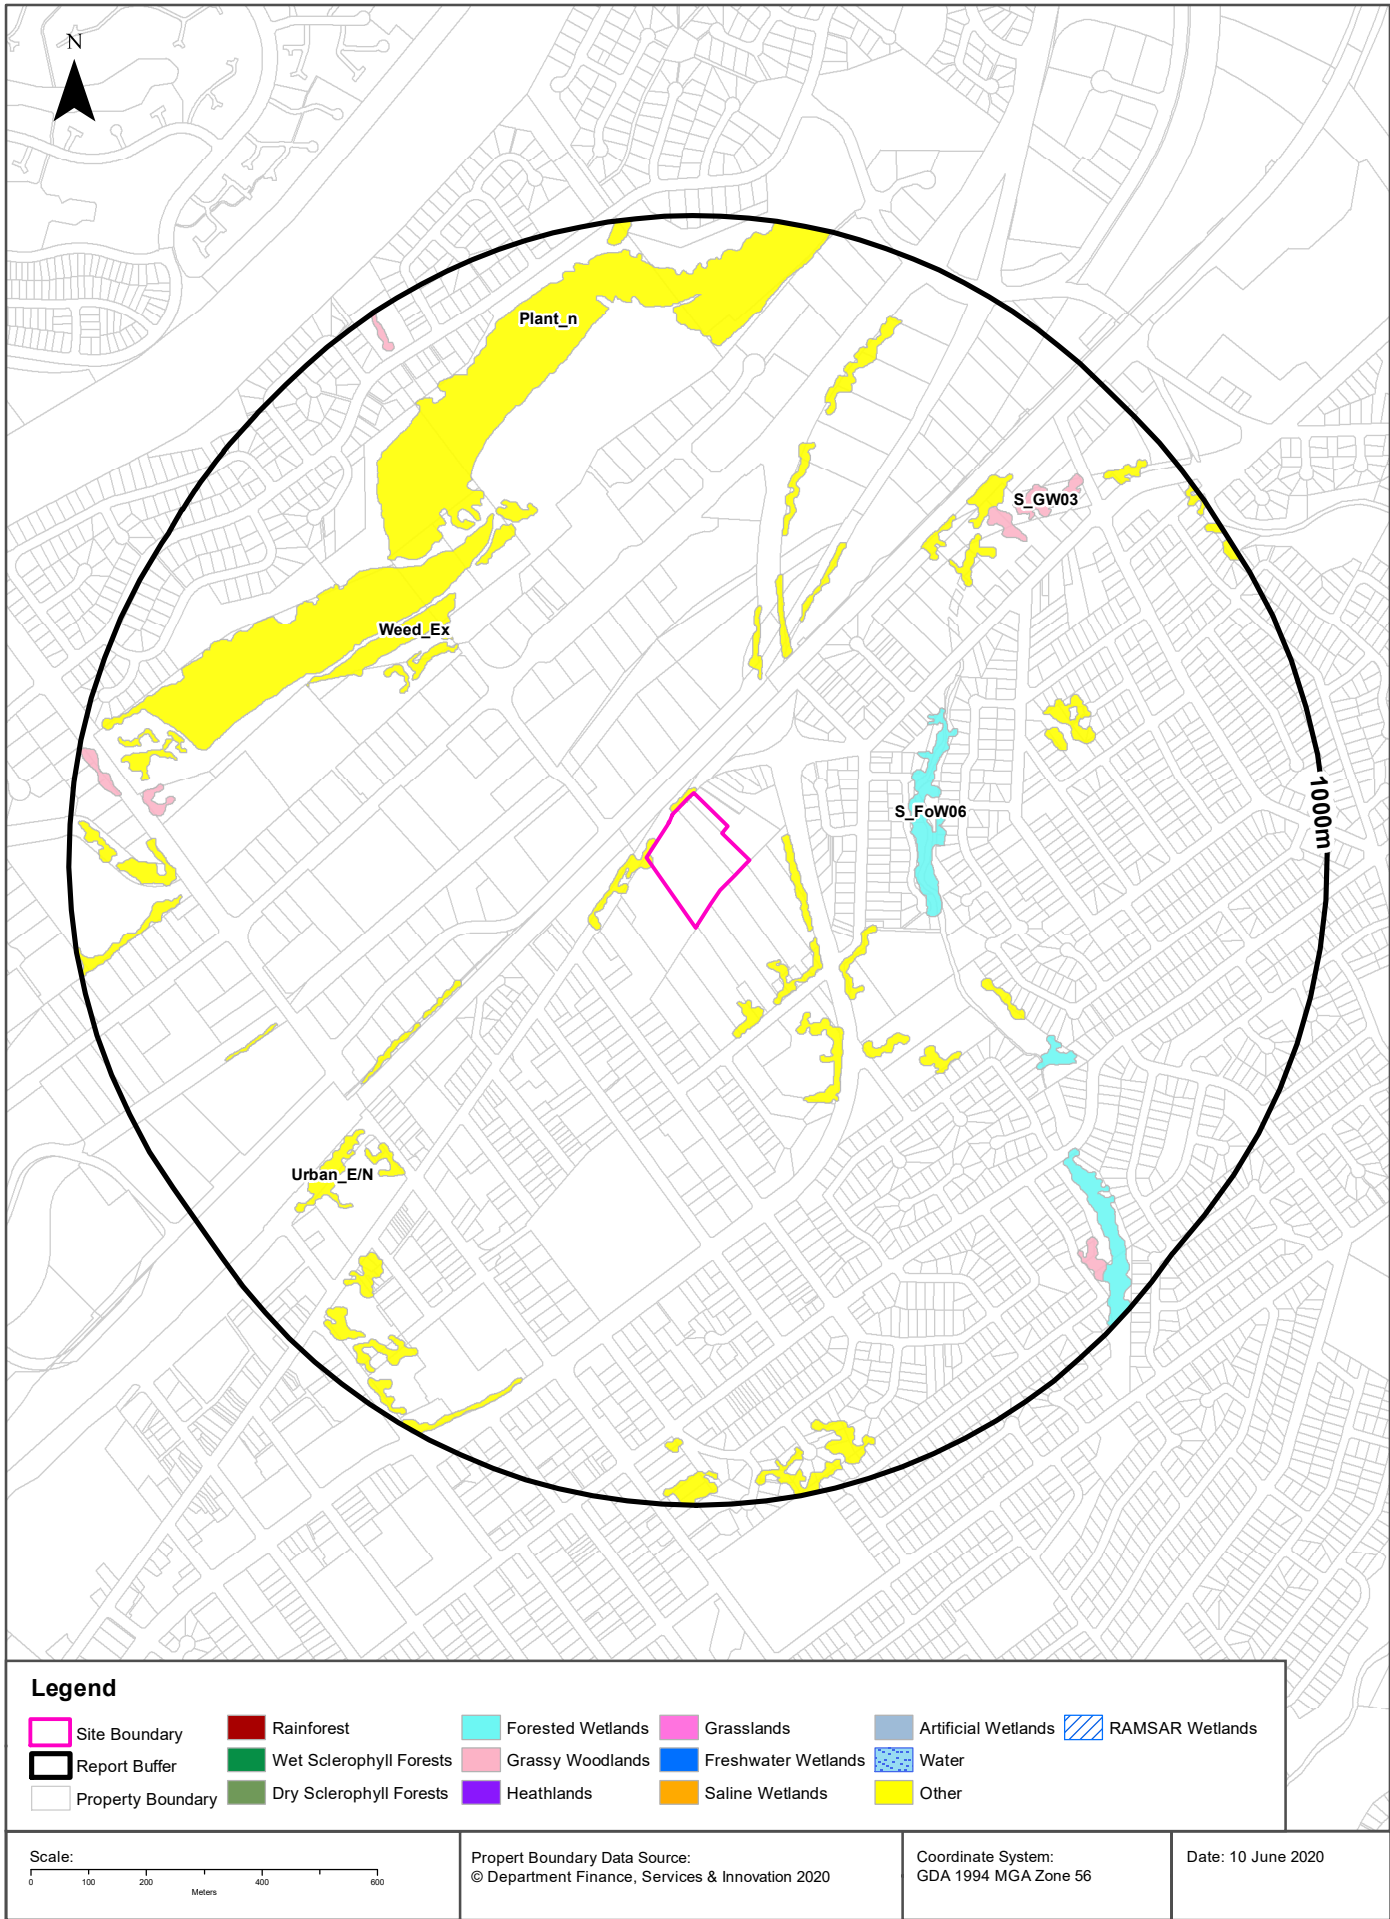 N
Plant_n
S_GW03
Weed_Ex
1000m
S_FoW06
Urban_E/N
Legend
Site Boundary
Report Buffer
Property Boundary
Rainforest
Wet Sclerophyll Forests
Dry Sclerophyll Forests
Forested Wetlands
Grassy Woodlands
Heathlands
Grasslands
Freshwater Wetlands
Saline Wetlands
Artificial Wetlands
Water
Other
RAMSAR Wetlands
Scale:
0 100 200 400 600
Meters
Propert Boundary Data Source:
© Department Finance, Services & Innovation 2020
Coordinate System:
GDA 1994 MGA Zone 56
Date: 10 June 2020